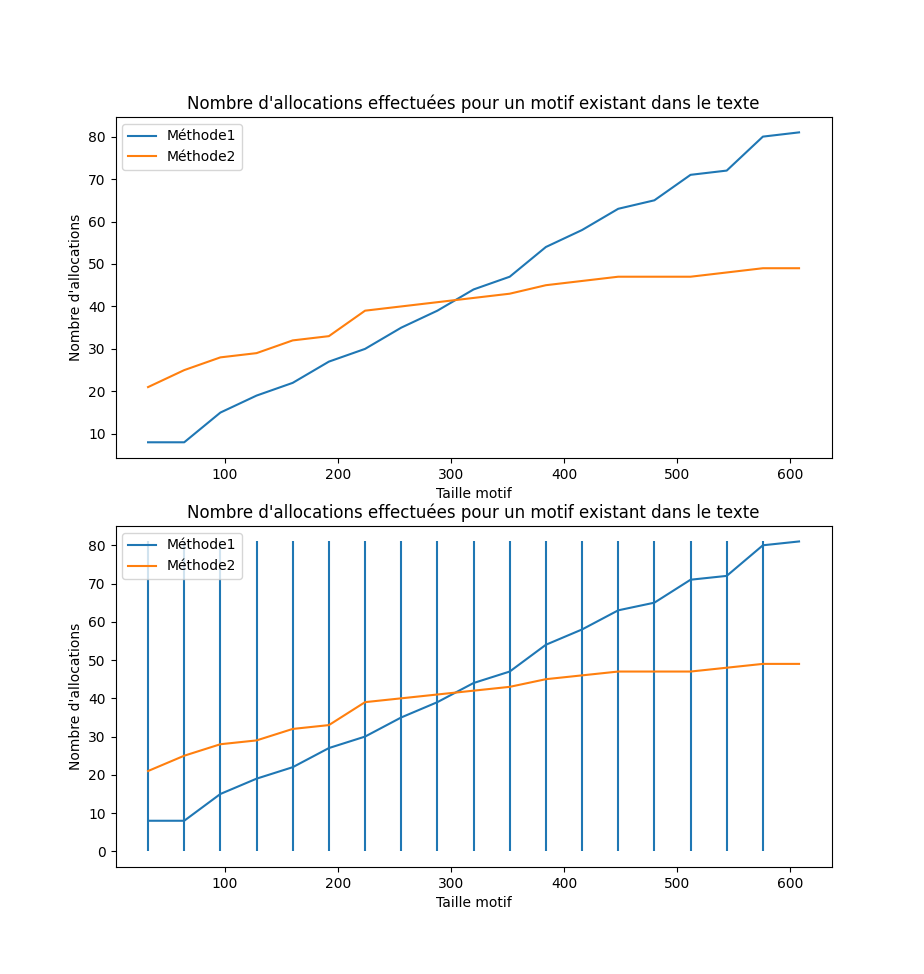 Nombre d'allocations effectuées pour un motif existant dans le texte
Méthode1
Méthode2
80
70
60
50
40
30
20
10
Nombre d'allocations
100 200 300 400 500 600
Taille motif
Nombre d'allocations effectuées pour un motif existant dans le texte
Méthode1
Méthode2
80
70
60
50
40
30
20
10
0
Nombre d'allocations
100 200 300 400 500 600
Taille motif